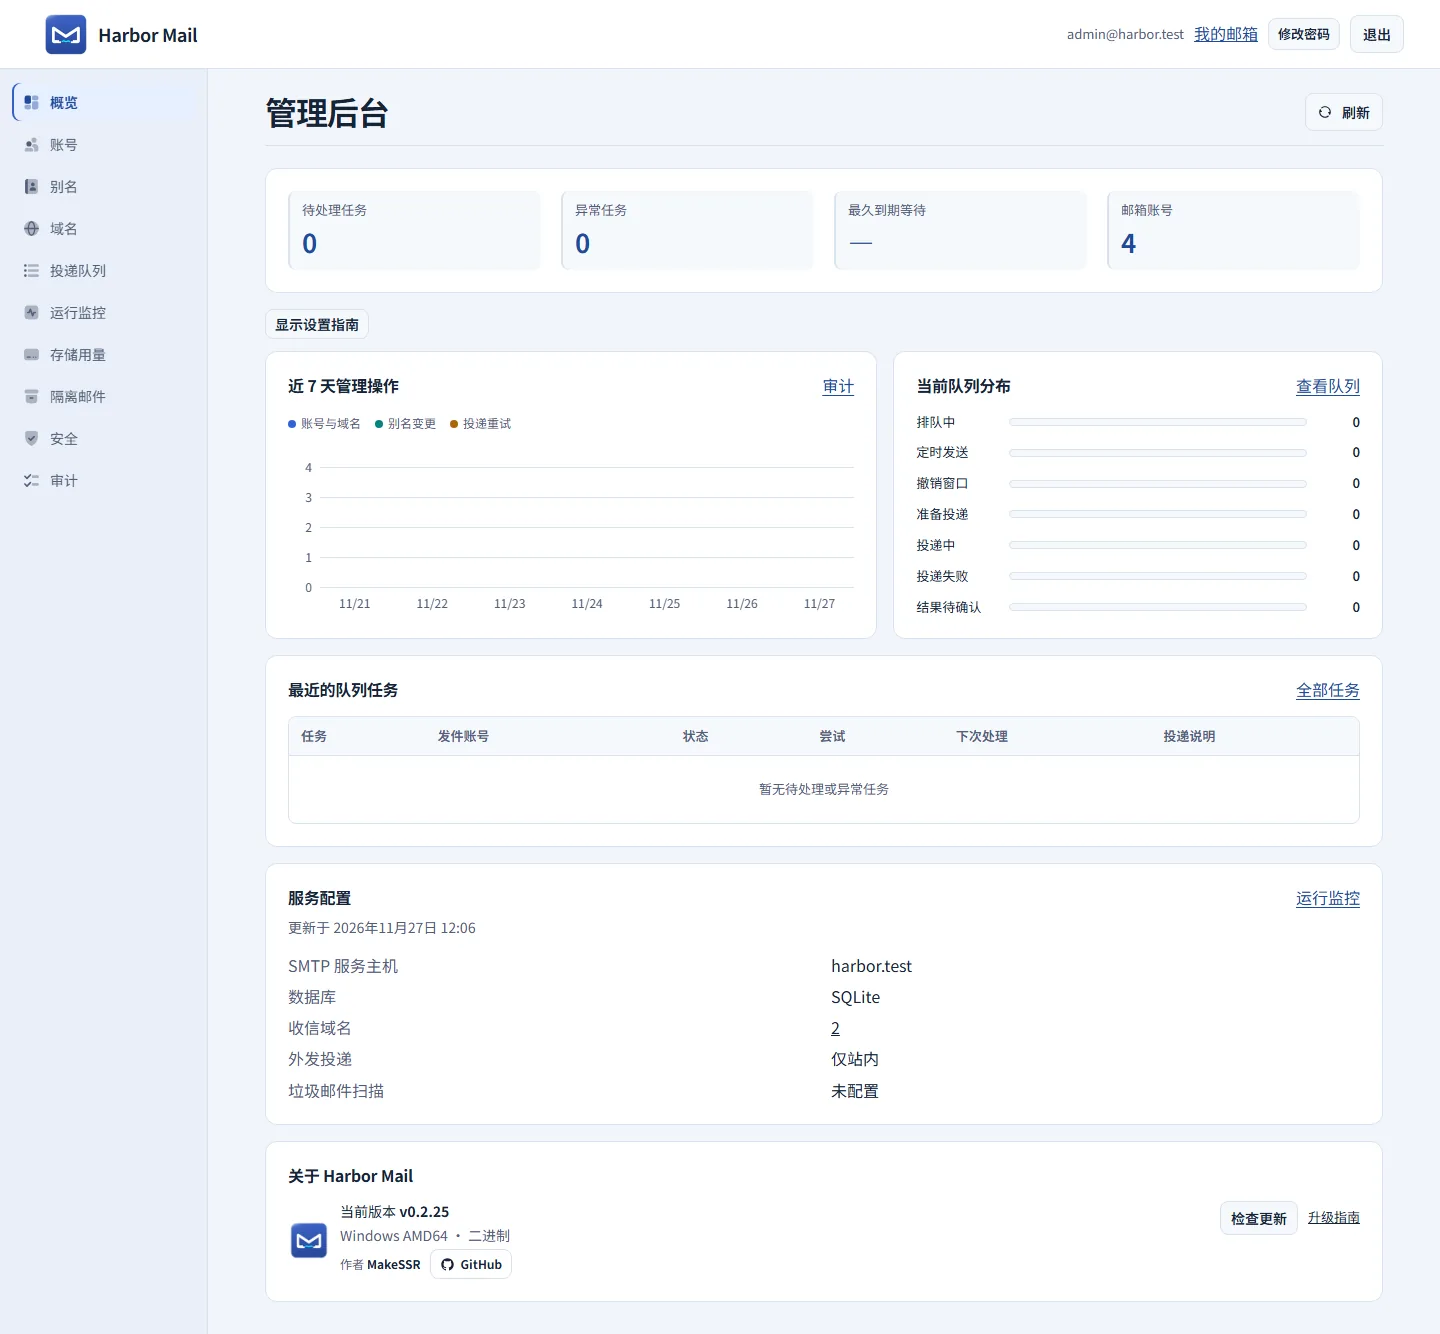 Harbor Mail
admin@harbor.test 我的邮箱 修改密码 退出
概览
账号
别名
域名
投递队列
运行监控
存储用量
隔离邮件
安全
审计
管理后台
刷新
待处理任务
0
异常任务
0
最久到期等待
—
邮箱账号
4
显示设置指南
近 7 天管理操作
审计
账号与域名 别名变更 投递重试
4
3
2
1
0
11/21 11/22 11/23 11/24 11/25 11/26 11/27
当前队列分布
查看队列
排队中 0
定时发送 0
撤销窗口 0
准备投递 0
投递中 0
投递失败 0
结果待确认 0
最近的队列任务
全部任务
任务 发件账号 状态 尝试 下次处理 投递说明
暂无待处理或异常任务
服务配置
运行监控
更新于 2026年11月27日 12:06
SMTP 服务主机 harbor.test
数据库 SQLite
收信域名 2
外发投递 仅站内
垃圾邮件扫描 未配置
关于 Harbor Mail
当前版本 v0.2.25
Windows AMD64 · 二进制
作者 MakeSSR GitHub
检查更新 升级指南